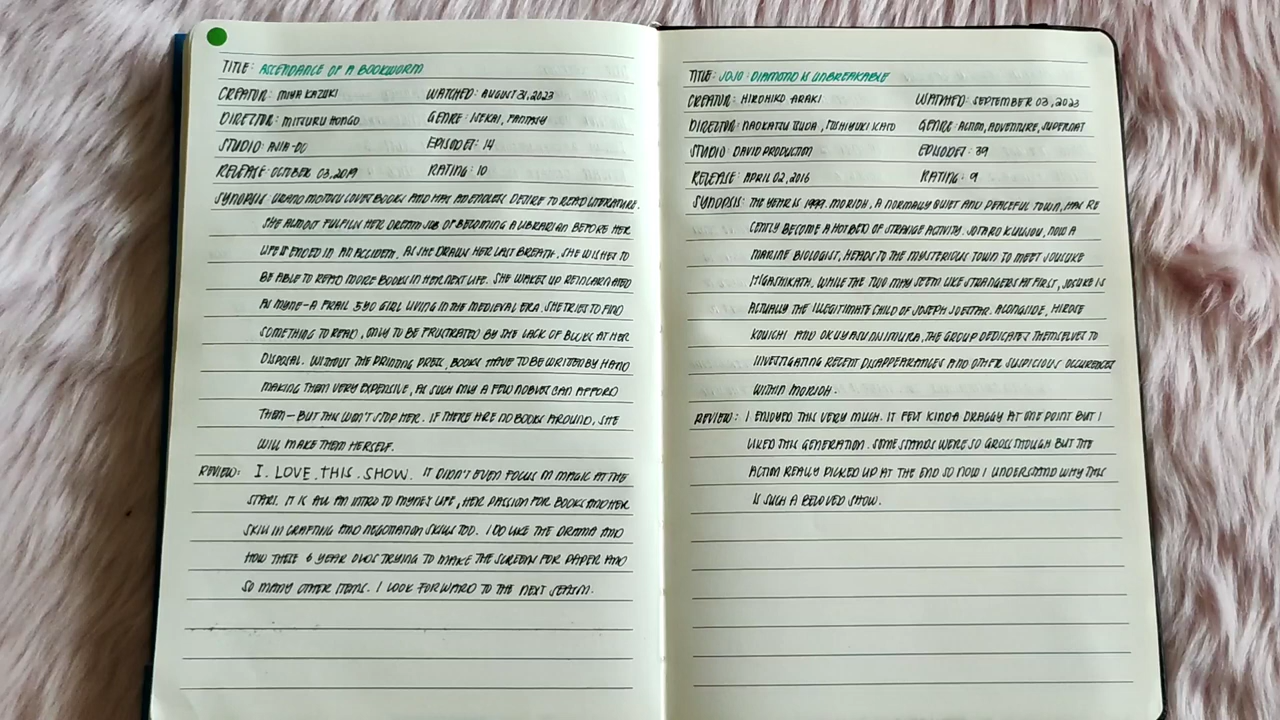 TITLE: ASCENDANCE OF A BOOKWORM
CREATOR: MIYA KAZUKI WATCHED: AUGUST 31, 2023
DIRECTOR: MITSURU HONGO GENRE: ISEKAI, FANTASY
STUDIO: AJIA-DO EPISODES: 14
RELEASE: OCTOBER 03, 2019 RATING: 10
SYNOPSIS: URANO MOTOSU LOVES BOOKS AND HAS AN ENDLESS DESIRE TO READ LITERATURE.
SHE ALMOST FULFILLS HER DREAM JOB OF BECOMING A LIBRARIAN BEFORE HER
LIFE IS ENDED IN AN ACCIDENT. AS SHE DRAWS HER LAST BREATH, SHE WISHES TO
BE ABLE TO READ MORE BOOKS IN HER NEXT LIFE. SHE WAKES UP REINCARNATED
AS MYNE—A FRAIL 5 YO GIRL LIVING IN THE MEDIEVAL ERA. SHE TRIES TO FIND
SOMETHING TO READ, ONLY TO BE FRUSTRATED BY THE LACK OF BOOKS AT HER
DISPOSAL. WITHOUT THE PRINTING PRESS, BOOKS HAVE TO BE WRITTEN BY HAND
MAKING THEM VERY EXPENSIVE, AS SUCH ONLY A FEW NOBLES CAN AFFORD
THEM—BUT THIS WON'T STOP HER. IF THERE ARE NO BOOKS AROUND, SHE
WILL MAKE THEM HERSELF.
REVIEW: I. LOVE. THIS. SHOW. IT DIDN'T EVEN FOCUS ON MAGIC AT THE
START. IT IS ALL AN INTRO TO MYNE'S LIFE, HER PASSION FOR BOOKS AND HER
SKILL IN CRAFTING AND NEGOTIATION SKILLS TOO. I DO LIKE THE DRAMA AND
HOW THESE 6 YEAR OLDS TRYING TO MAKE THE SCREEN FOR PAPER AND
SO MANY OTHER ITEMS. I LOOK FORWARD TO THE NEXT SEASON.
TITLE: JOJO: DIAMOND IS UNBREAKABLE
CREATOR: HIROHIKO ARAKI WATCHED: SEPTEMBER 03, 2023
DIRECTOR: NAOKATSU TSUDA, TOSHIYUKI KATO GENRE: ACTION, ADVENTURE, SUPERNAT
STUDIO: DAVID PRODUCTION EPISODES: 39
RELEASE: APRIL 02, 2016 RATING: 9
SYNOPSIS: THE YEAR IS 1999. MORIOH, A NORMALLY QUIET AND PEACEFUL TOWN, HAS RE
CENTLY BECOME A HOTBED OF STRANGE ACTIVITY. JOTARO KUUJOU, NOW A
MARINE BIOLOGIST, HEADS TO THE MYSTERIOUS TOWN TO MEET JOUSUKE
HIGASHIKATA. WHILE THE TWO MAY SEEM LIKE STRANGERS AT FIRST, JOSUKE IS
ACTUALLY THE ILLEGITIMATE CHILD OF JOSEPH JOESTAR. ALONGSIDE, HIROSE
KOUICHI AND OKUYASU NIJIMURA, THE GROUP DEDICATES THEMSELVES TO
INVESTIGATING RECENT DISAPPEARANCES AND OTHER SUSPICIOUS OCCURENCES
WITHIN MORIOH.
REVIEW: I ENJOYED THIS VERY MUCH. IT FELT KINDA DRAGGY AT ONE POINT BUT I
LIKED THIS GENERATION. SOME STANDS WERE SO GROSS THOUGH BUT THE
ACTION REALLY PICKED UP AT THE END SO NOW I UNDERSTAND WHY THIS
IS SUCH A BELOVED SHOW.